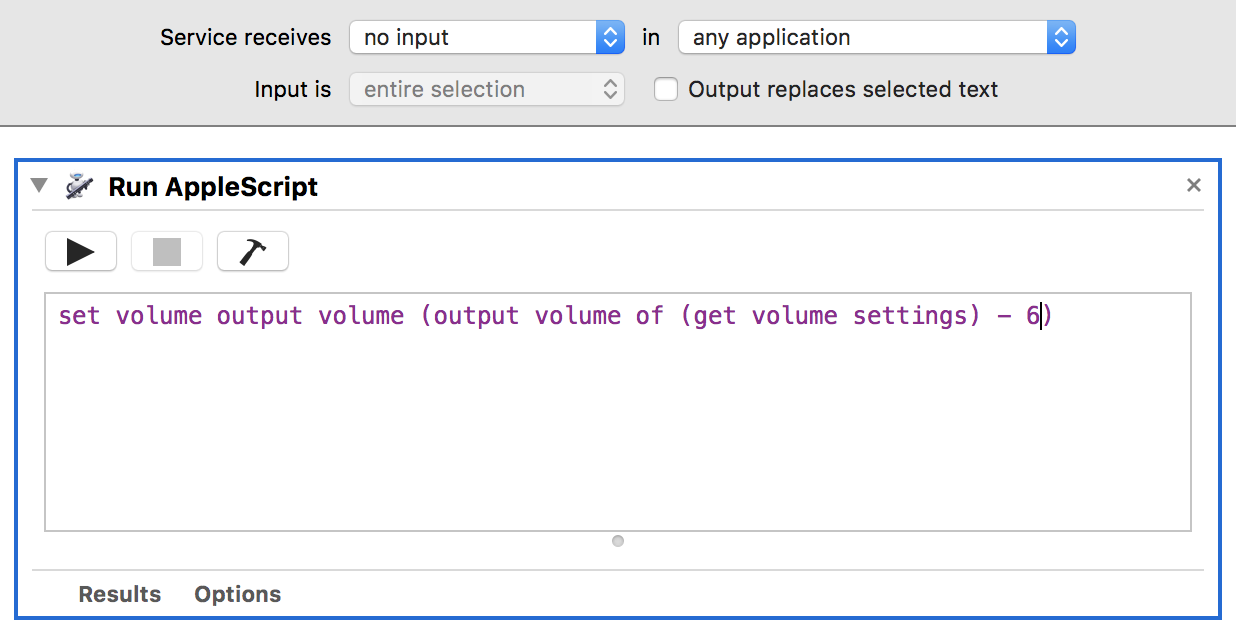 Service receives no input in any application
Input is entire selection Output replaces selected text
Run AppleScript
set volume output volume (output volume of (get volume settings) - 6)
Results Options